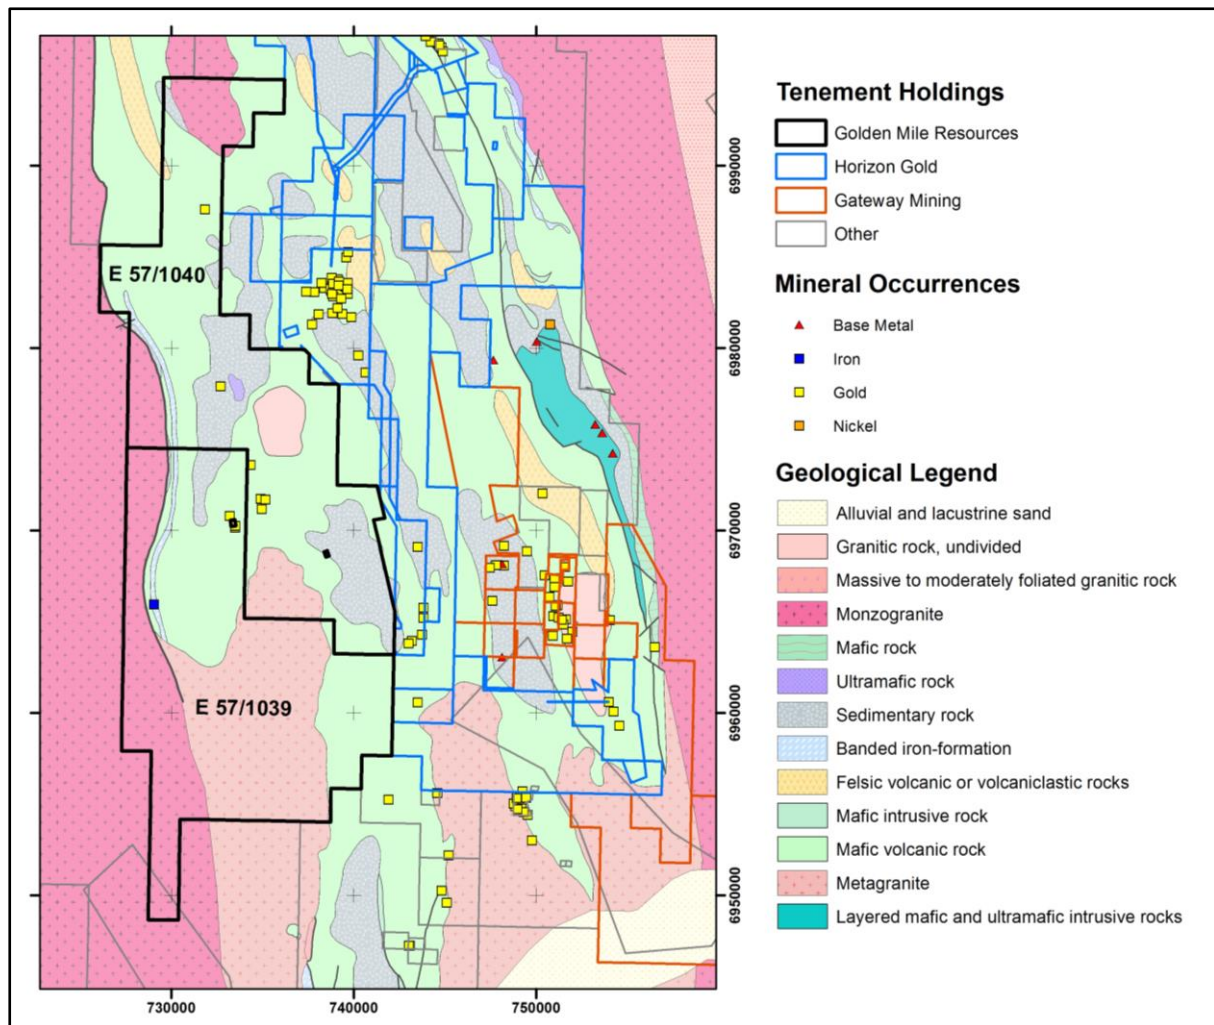 E 57/1040
E 57/1039
730000
740000
750000
6990000
6980000
6970000
6960000
6950000
Tenement Holdings
Golden Mile Resources
Horizon Gold
Gateway Mining
Other
Mineral Occurrences
Base Metal
Iron
Gold
Nickel
Geological Legend
Alluvial and lacustrine sand
Granitic rock, undivided
Massive to moderately foliated granitic rock
Monzogranite
Mafic rock
Ultramafic rock
Sedimentary rock
Banded iron-formation
Felsic volcanic or volcaniclastic rocks
Mafic intrusive rock
Mafic volcanic rock
Metagranite
Layered mafic and ultramafic intrusive rocks